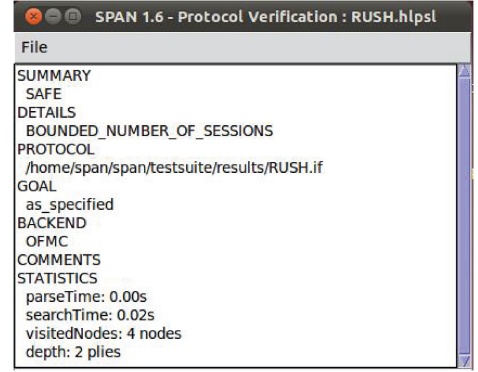 SPAN 1.6 - Protocol Verification : RUSH.hlpsl
File
SUMMARY
SAFE
DETAILS
BOUNDED_NUMBER_OF_SESSIONS
PROTOCOL
/home/span/span/testsuite/results/RUSH.if
GOAL
as_specified
BACKEND
OFMC
COMMENTS
STATISTICS
parseTime: 0.00s
searchTime: 0.02s
visitedNodes: 4 nodes
depth: 2 plies